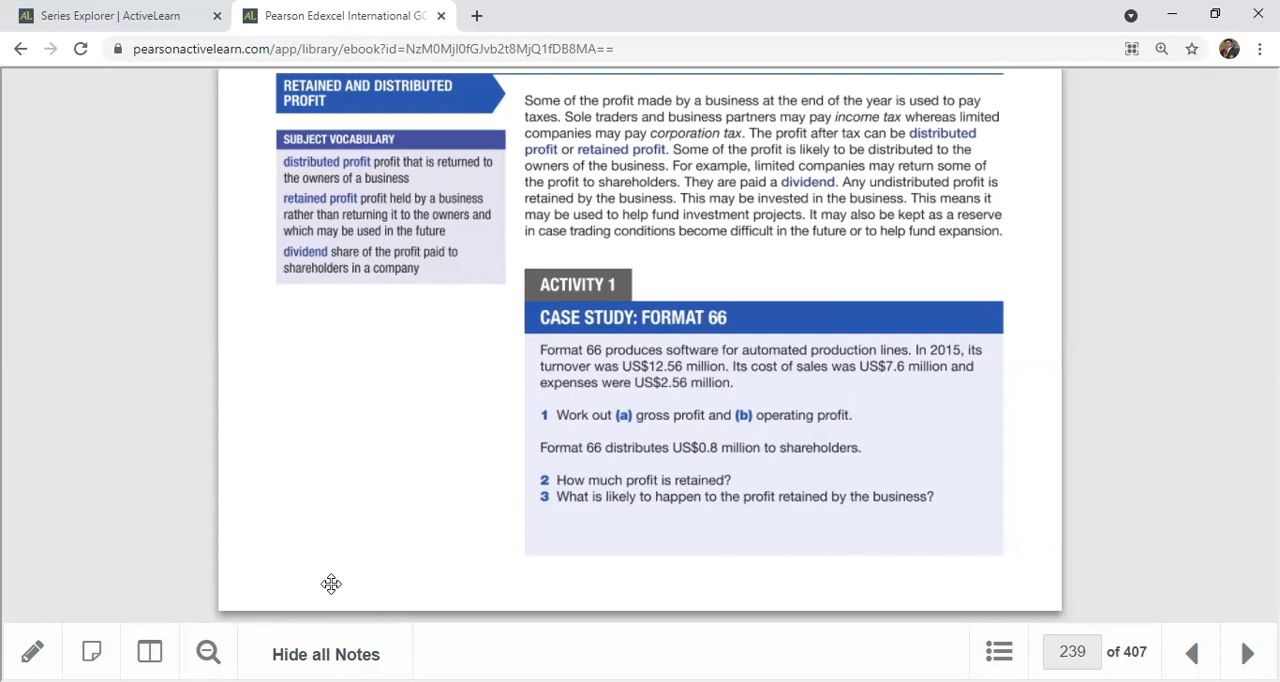 Series Explorer | ActiveLearn
Pearson Edexcel International GC
pearsonactivelearn.com/app/library/ebook?id=NzM0MjI0fGJvb2t8MjQ1fDB8MA==
RETAINED AND DISTRIBUTED
PROFIT
SUBJECT VOCABULARY
distributed profit profit that is returned to
the owners of a business
retained profit profit held by a business
rather than returning it to the owners and
which may be used in the future
dividend share of the profit paid to
shareholders in a company
Some of the profit made by a business at the end of the year is used to pay
taxes. Sole traders and business partners may pay income tax whereas limited
companies may pay corporation tax. The profit after tax can be distributed
profit or retained profit. Some of the profit is likely to be distributed to the
owners of the business. For example, limited companies may return some of
the profit to shareholders. They are paid a dividend. Any undistributed profit is
retained by the business. This may be invested in the business. This means it
may be used to help fund investment projects. It may also be kept as a reserve
in case trading conditions become difficult in the future or to help fund expansion.
ACTIVITY 1
CASE STUDY: FORMAT 66
Format 66 produces software for automated production lines. In 2015, its
turnover was US$12.56 million. Its cost of sales was US$7.6 million and
expenses were US$2.56 million.
1 Work out (a) gross profit and (b) operating profit.
Format 66 distributes US$0.8 million to shareholders.
2 How much profit is retained?
3 What is likely to happen to the profit retained by the business?
Hide all Notes
239 of 407